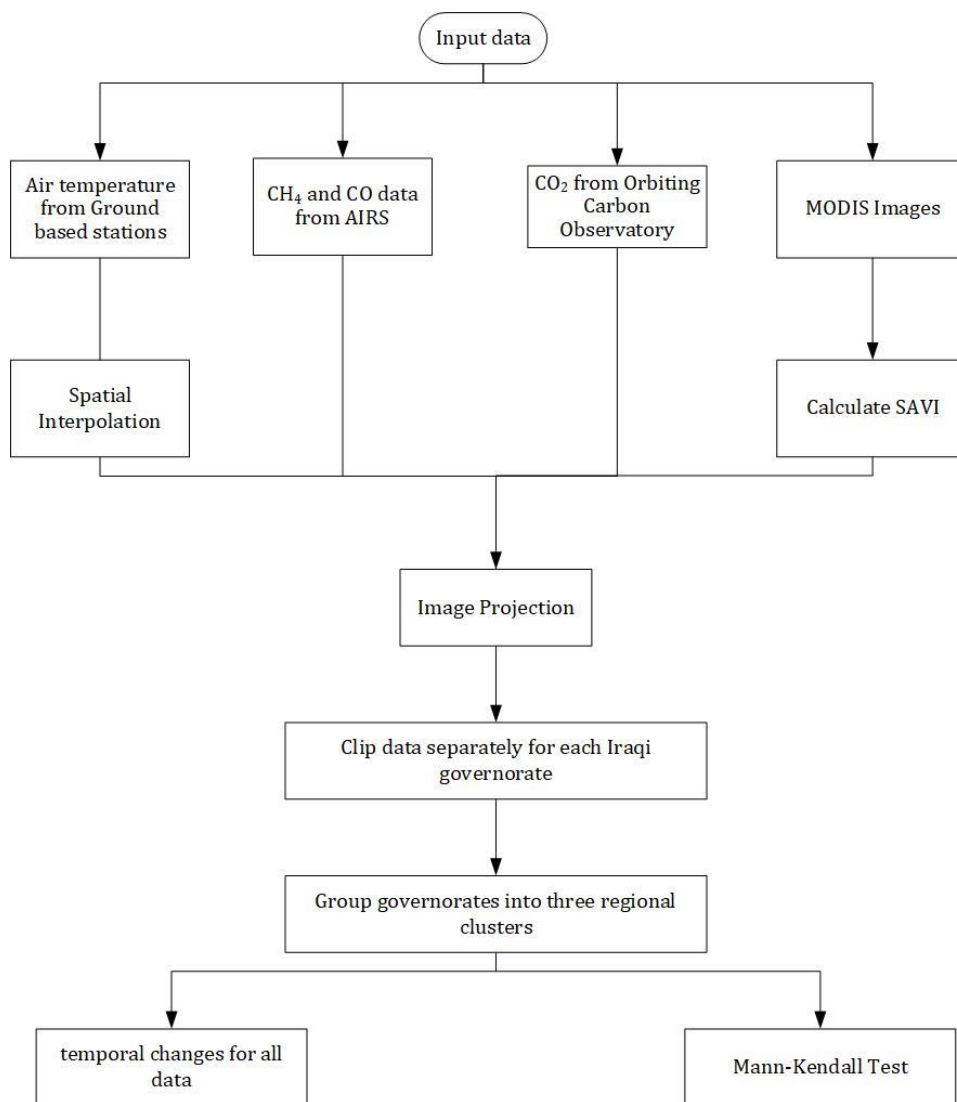 Input data
Air temperature
from Ground
based stations
CH₄ and CO data
from AIRS
CO₂ from Orbiting
Carbon
Observatory
MODIS Images
Spatial
Interpolation
Calculate SAVI
Image Projection
Clip data separately for each Iraqi
governorate
Group governorates into three regional
clusters
temporal changes for all
data
Mann-Kendall Test